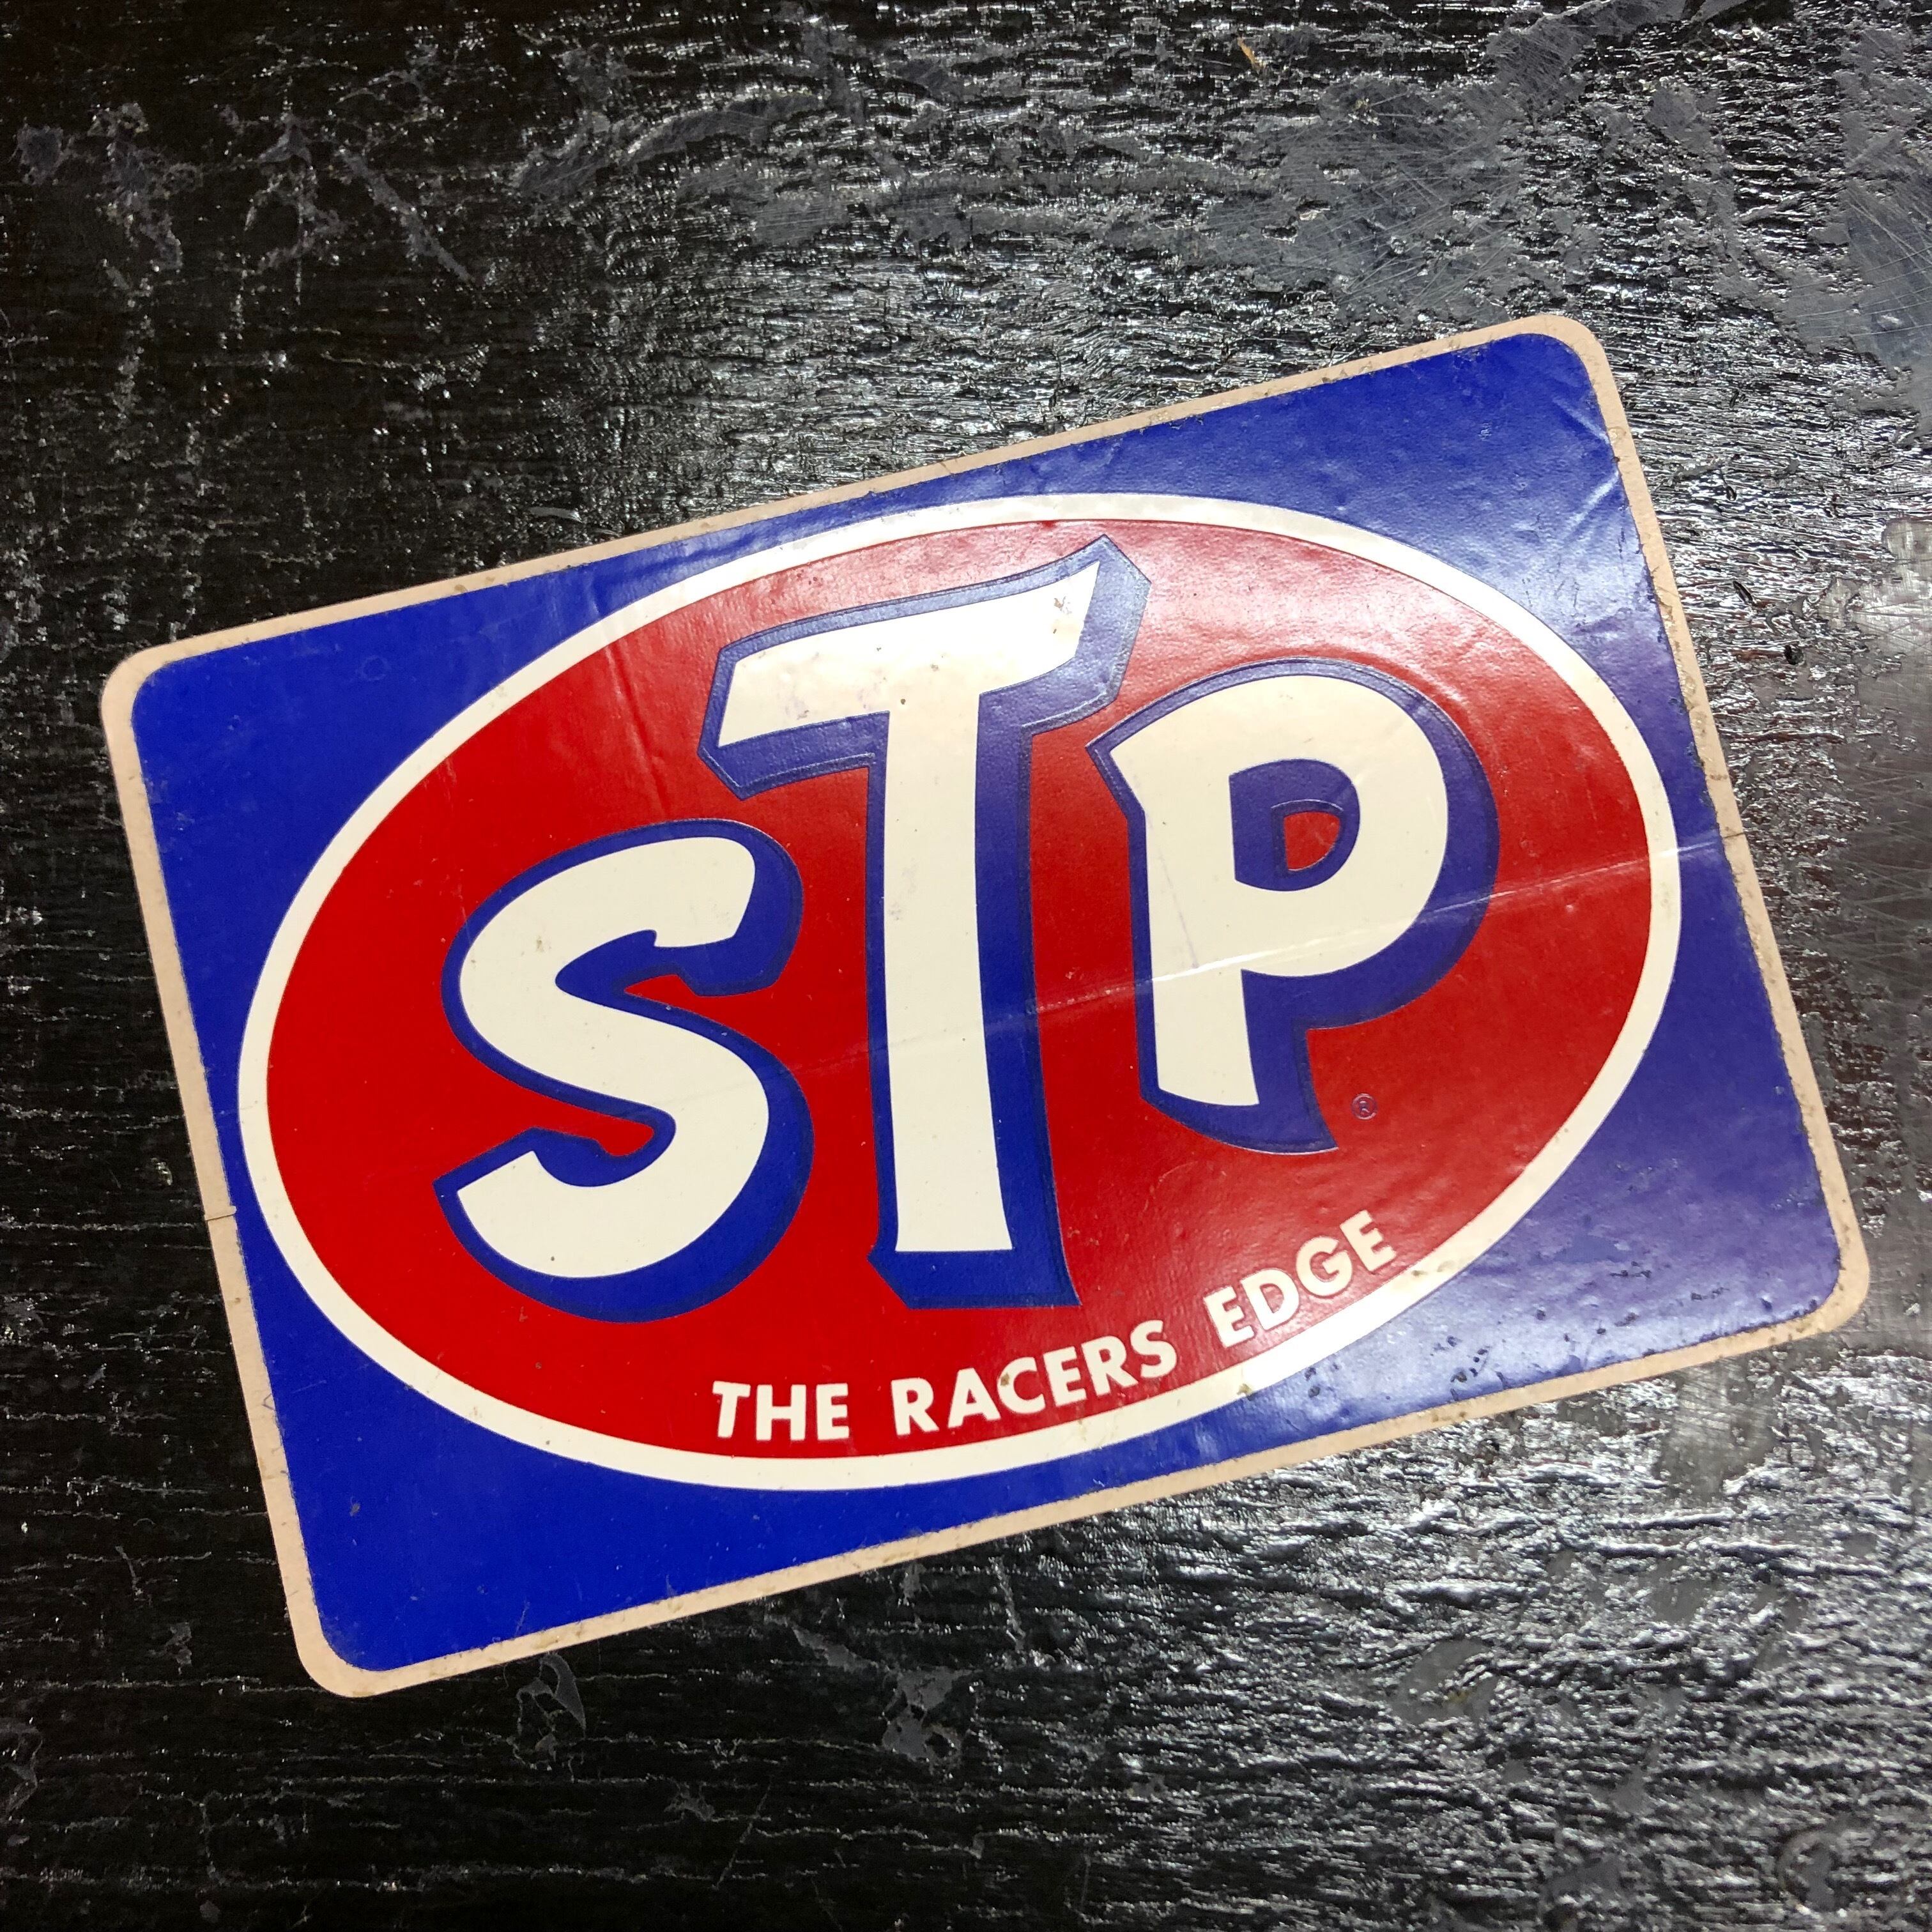 STP
®
THE RACERS EDGE